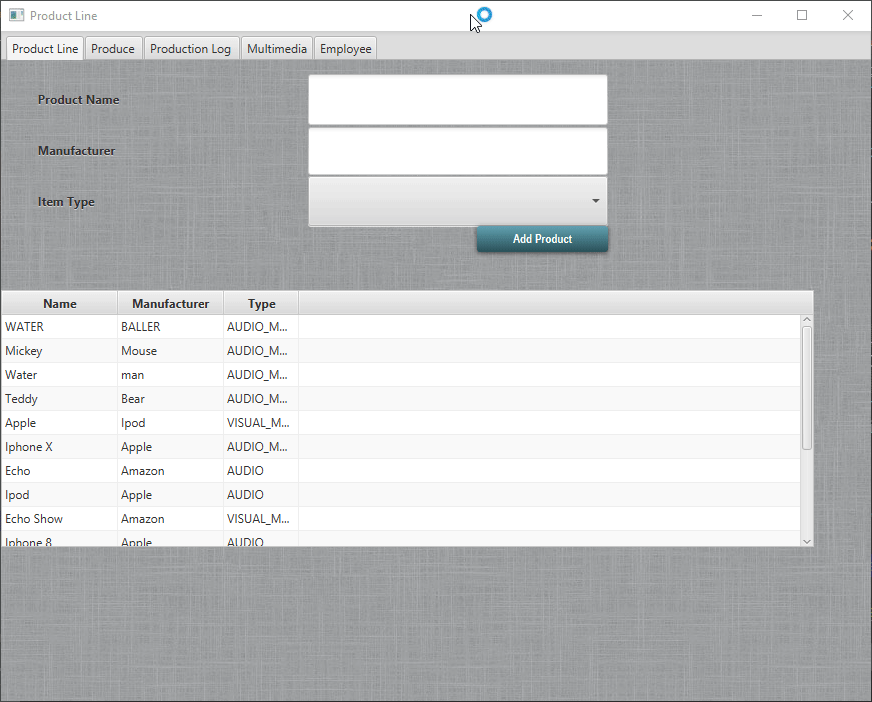 Product Line
Product Line Produce Production Log Multimedia Employee
Product Name
Manufacturer
Item Type
Add Product
Name Manufacturer Type
WATER BALLER AUDIO_M...
Mickey Mouse AUDIO_M...
Water man AUDIO_M...
Teddy Bear AUDIO_M...
Apple Ipod VISUAL_M...
Iphone X Apple AUDIO_M...
Echo Amazon AUDIO
Ipod Apple AUDIO
Echo Show Amazon VISUAL_M...
Iphone 8 Apple AUDIO